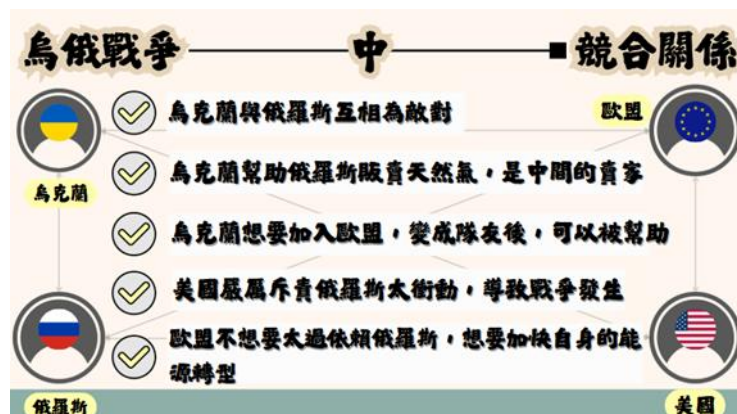 烏俄戰爭 中 競合關係
烏克蘭與俄羅斯互相為敵對
歐盟
烏克蘭幫助俄羅斯販賣天然氣，是中間的賣家
烏克蘭
烏克蘭想要加入歐盟，變成隊友後，可以被幫助
美國嚴厲斥責俄羅斯太衝動，導致戰爭發生
歐盟不想要太過依賴俄羅斯，想要加快自身的能
源轉型
俄羅斯
美國